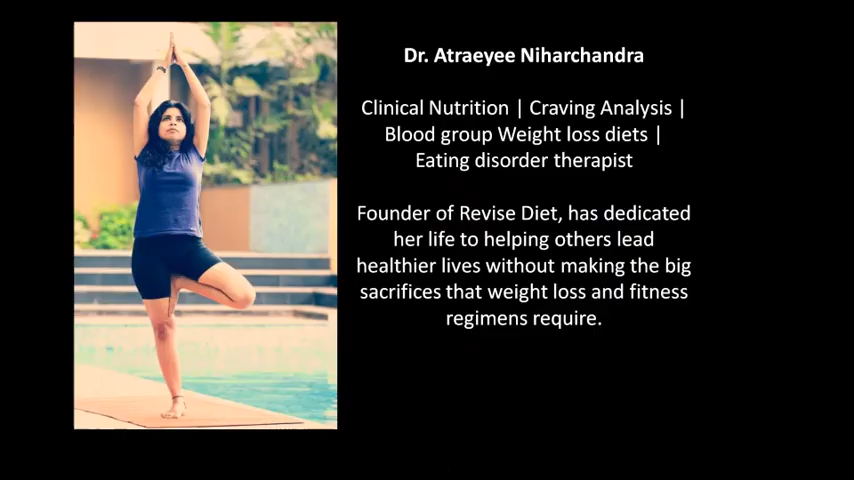 Dr. Atraeyee Niharchandra
Clinical Nutrition | Craving Analysis |
Blood group Weight loss diets |
Eating disorder therapist
Founder of Revise Diet, has dedicated
her life to helping others lead
healthier lives without making the big
sacrifices that weight loss and fitness
regimens require.